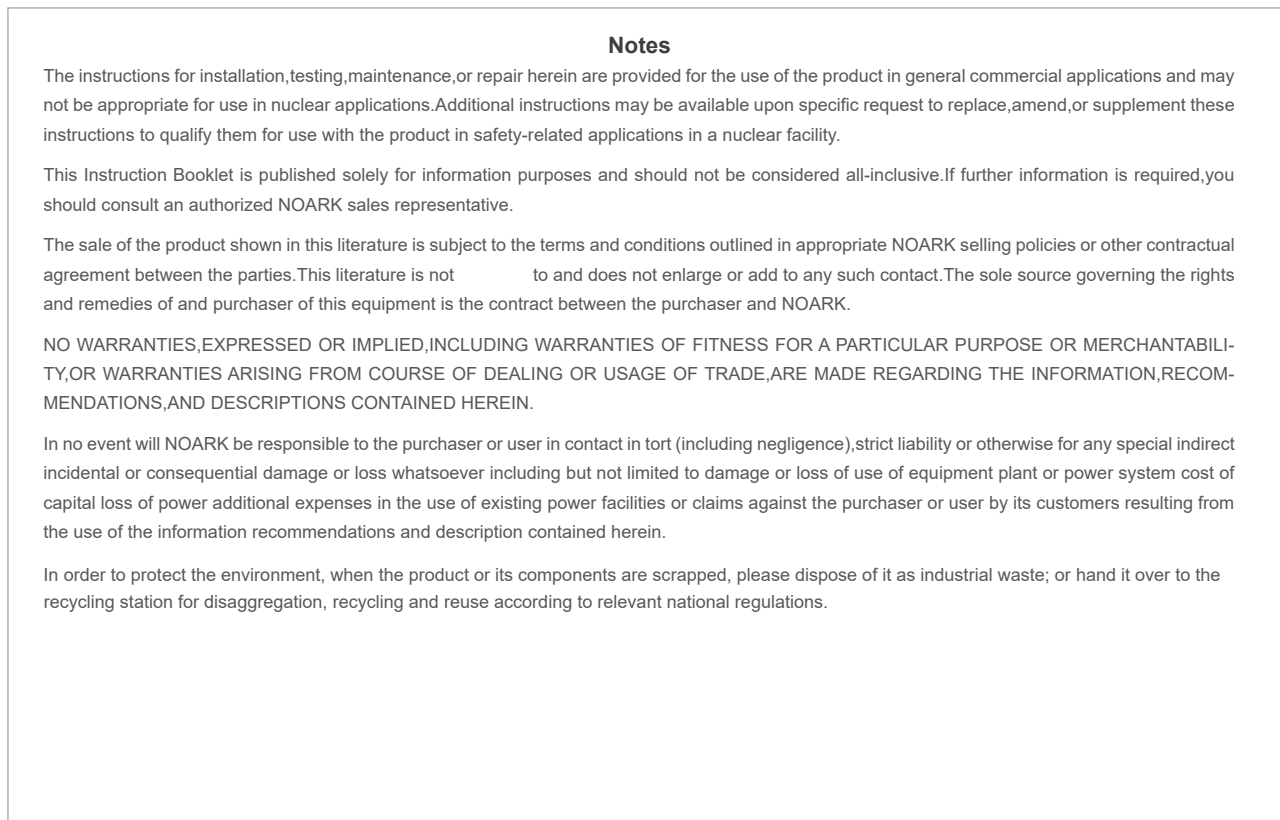 Notes
The instructions for installation,testing,maintenance,or repair herein are provided for the use of the product in general commercial applications and may
not be appropriate for use in nuclear applications.Additional instructions may be available upon specific request to replace,amend,or supplement these
instructions to qualify them for use with the product in safety-related applications in a nuclear facility.
This Instruction Booklet is published solely for information purposes and should not be considered all-inclusive.If further information is required,you
should consult an authorized NOARK sales representative.
The sale of the product shown in this literature is subject to the terms and conditions outlined in appropriate NOARK selling policies or other contractual
agreement between the parties.This literature is not to and does not enlarge or add to any such contact.The sole source governing the rights
and remedies of and purchaser of this equipment is the contract between the purchaser and NOARK.
NO WARRANTIES,EXPRESSED OR IMPLIED,INCLUDING WARRANTIES OF FITNESS FOR A PARTICULAR PURPOSE OR MERCHANTABILI-
TY,OR WARRANTIES ARISING FROM COURSE OF DEALING OR USAGE OF TRADE,ARE MADE REGARDING THE INFORMATION,RECOM-
MENDATIONS,AND DESCRIPTIONS CONTAINED HEREIN.
In no event will NOARK be responsible to the purchaser or user in contact in tort (including negligence),strict liability or otherwise for any special indirect
incidental or consequential damage or loss whatsoever including but not limited to damage or loss of use of equipment plant or power system cost of
capital loss of power additional expenses in the use of existing power facilities or claims against the purchaser or user by its customers resulting from
the use of the information recommendations and description contained herein.
In order to protect the environment, when the product or its components are scrapped, please dispose of it as industrial waste; or hand it over to the
recycling station for disaggregation, recycling and reuse according to relevant national regulations.